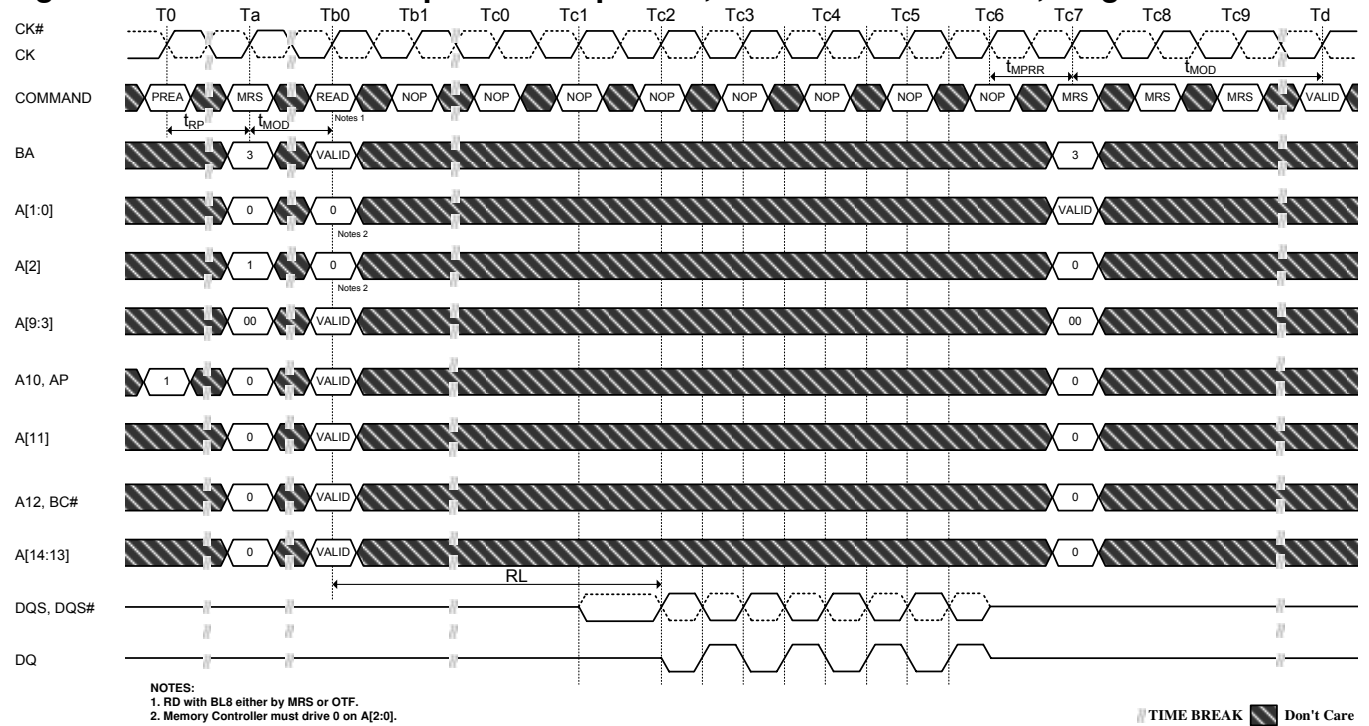 T0 Ta Tb0 Tb1 Tc0 Tc1 Tc2 Tc3 Tc4 Tc5 Tc6 Tc7 Tc8 Tc9 Td
CK#
CK
tMPRR tMOD
COMMAND PREA MRS READ NOP NOP NOP NOP NOP NOP NOP NOP MRS MRS MRS VALID
Notes 1
tRP tMOD
BA 3 VALID 3
A[1:0] 0 0 VALID
Notes 2
A[2] 1 0 0
Notes 2
A[9:3] 00 VALID 00
A10, AP 1 0 VALID 0
A[11] 0 VALID 0
A12, BC# 0 VALID 0
A[14:13] 0 VALID 0
RL
DQS, DQS#
DQ
NOTES:
1. RD with BL8 either by MRS or OTF.
2. Memory Controller must drive 0 on A[2:0].
TIME BREAK Don't Care